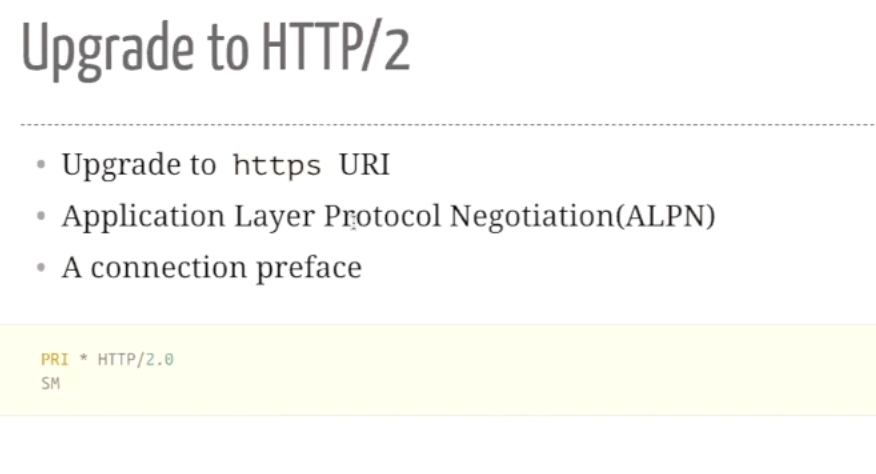 Upgrade to HTTP/2
• Upgrade to https URI
• Application Layer Protocol Negotiation(ALPN)
• A connection preface
PRI * HTTP/2.0
SM